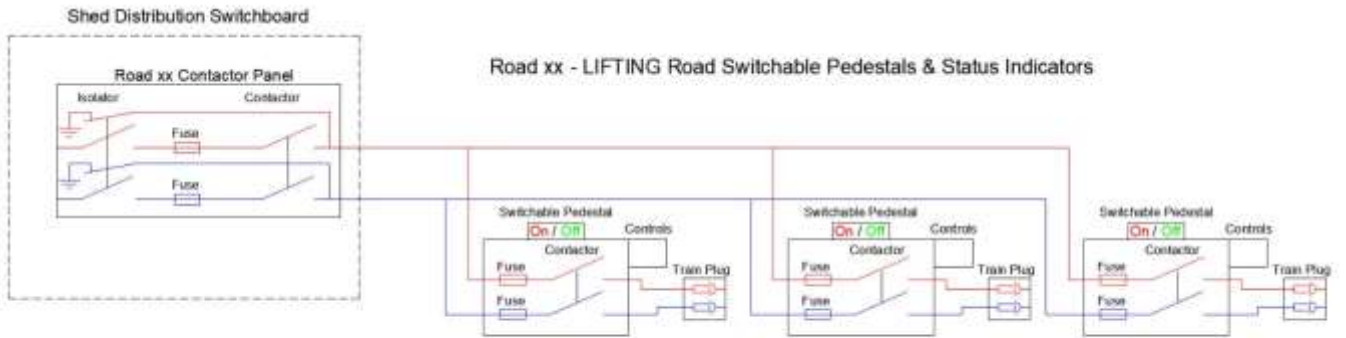 Shed Distribution Switchboard
Road xx - LIFTING Road Switchable Pedestals & Status Indicators
Road xx Contactor Panel
Isolator
Contactor
Fuse
Fuse
Switchable Pedestal
On / Off
Controls
Contactor
Fuse
Train Plug
Fuse
Switchable Pedestal
On / Off
Controls
Contactor
Fuse
Train Plug
Fuse
Switchable Pedestal
On / Off
Controls
Contactor
Fuse
Train Plug
Fuse